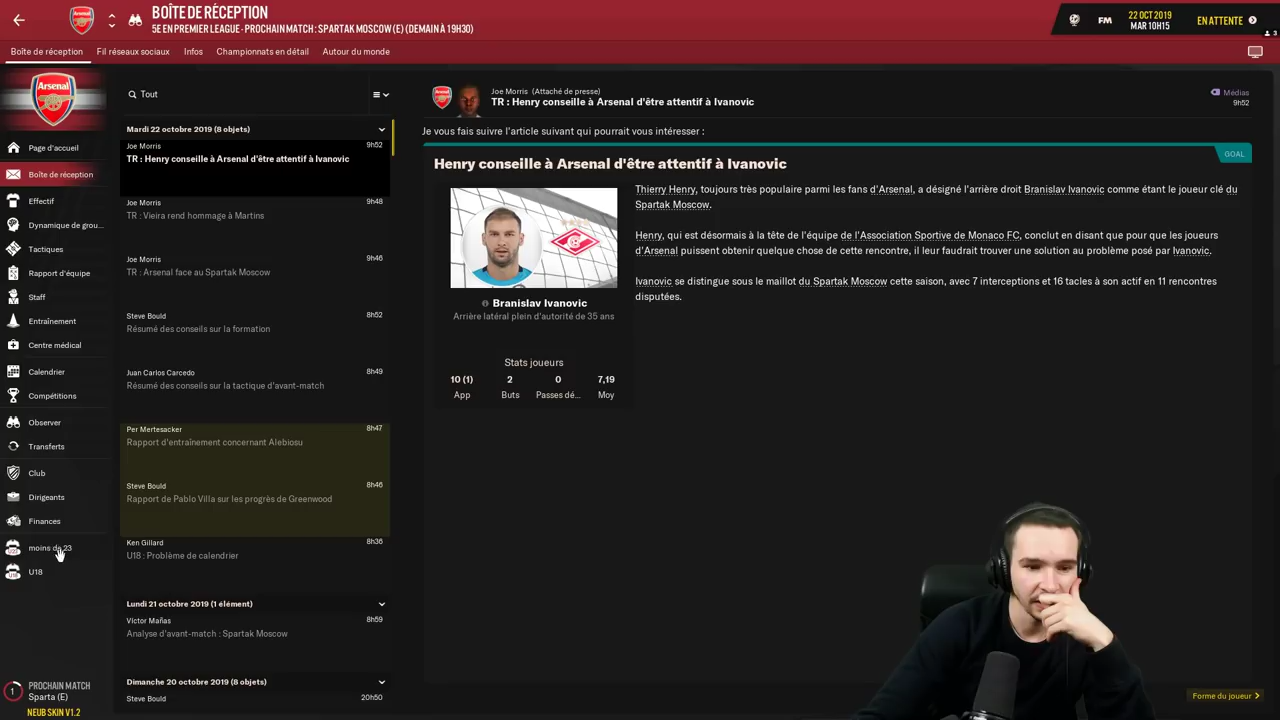 BOÎTE DE RÉCEPTION
5E EN PREMIER LEAGUE - PROCHAIN MATCH : SPARTAK MOSCOW (E) (DEMAIN À 19H30)
FM
22 OCT 2019
MAR 10H15
EN ATTENTE
3
Boîte de réception
Fil réseaux sociaux
Infos
Championnats en détail
Autour du monde
Arsenal
Page d'accueil
Boîte de réception
Effectif
Dynamique de grou...
Tactiques
Rapport d'équipe
Staff
Entraînement
Centre médical
Calendrier
Compétitions
Observer
Transferts
Club
Dirigeants
Finances
moins de 23
U18
U18
1
PROCHAIN MATCH
Sparta (E)
NEUB SKIN V1.2
Tout
Mardi 22 octobre 2019 (8 objets)
Joe Morris 9h52
TR : Henry conseille à Arsenal d'être attentif à Ivanovic
Joe Morris 9h48
TR : Vieira rend hommage à Martins
Joe Morris 9h46
TR : Arsenal face au Spartak Moscow
Steve Bould 8h52
Résumé des conseils sur la formation
Juan Carlos Carcedo 8h49
Résumé des conseils sur la tactique d'avant-match
Per Mertesacker 8h47
Rapport d'entraînement concernant Alebiosu
Steve Bould 8h46
Rapport de Pablo Villa sur les progrès de Greenwood
Ken Gillard 8h36
U18 : Problème de calendrier
Lundi 21 octobre 2019 (1 élément)
Víctor Mañas 8h59
Analyse d'avant-match : Spartak Moscow
Dimanche 20 octobre 2019 (8 objets)
Steve Bould 20h50
Joe Morris (Attaché de presse)
TR : Henry conseille à Arsenal d'être attentif à Ivanovic
Médias
9h52
Je vous fais suivre l'article suivant qui pourrait vous intéresser :
GOAL
Henry conseille à Arsenal d'être attentif à Ivanovic
Branislav Ivanovic
Arrière latéral plein d'autorité de 35 ans
Stats joueurs
10 (1) 2 0 7,19
App Buts Passes dé... Moy
Thierry Henry, toujours très populaire parmi les fans d'Arsenal, a désigné l'arrière droit Branislav Ivanovic comme étant le joueur clé du
Spartak Moscow.
Henry, qui est désormais à la tête de l'équipe de l'Association Sportive de Monaco FC, conclut en disant que pour que les joueurs
d'Arsenal puissent obtenir quelque chose de cette rencontre, il leur faudrait trouver une solution au problème posé par Ivanovic.
Ivanovic se distingue sous le maillot du Spartak Moscow cette saison, avec 7 interceptions et 16 tacles à son actif en 11 rencontres
disputées.
Forme du joueur